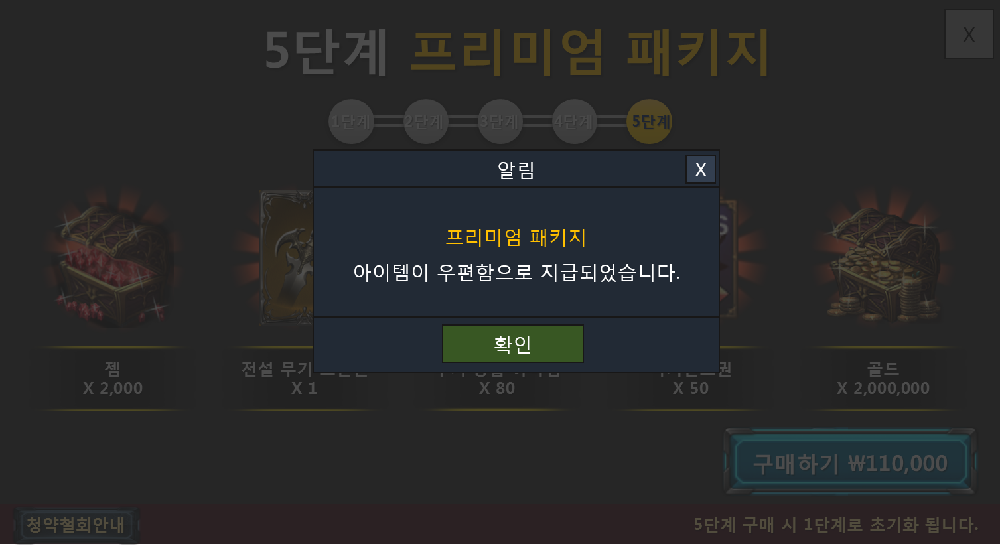 5단계 프리미엄 패키지
X
1단계 2단계 3단계 4단계 5단계
알림
X
프리미엄 패키지
아이템이 우편함으로 지급되었습니다.
확인
젬
X 2,000
전설 무기
X 1
X 80
X 50
골드
X 2,000,000
구매하기 ₩110,000
청약철회안내
5단계 구매 시 1단계로 초기화 됩니다.